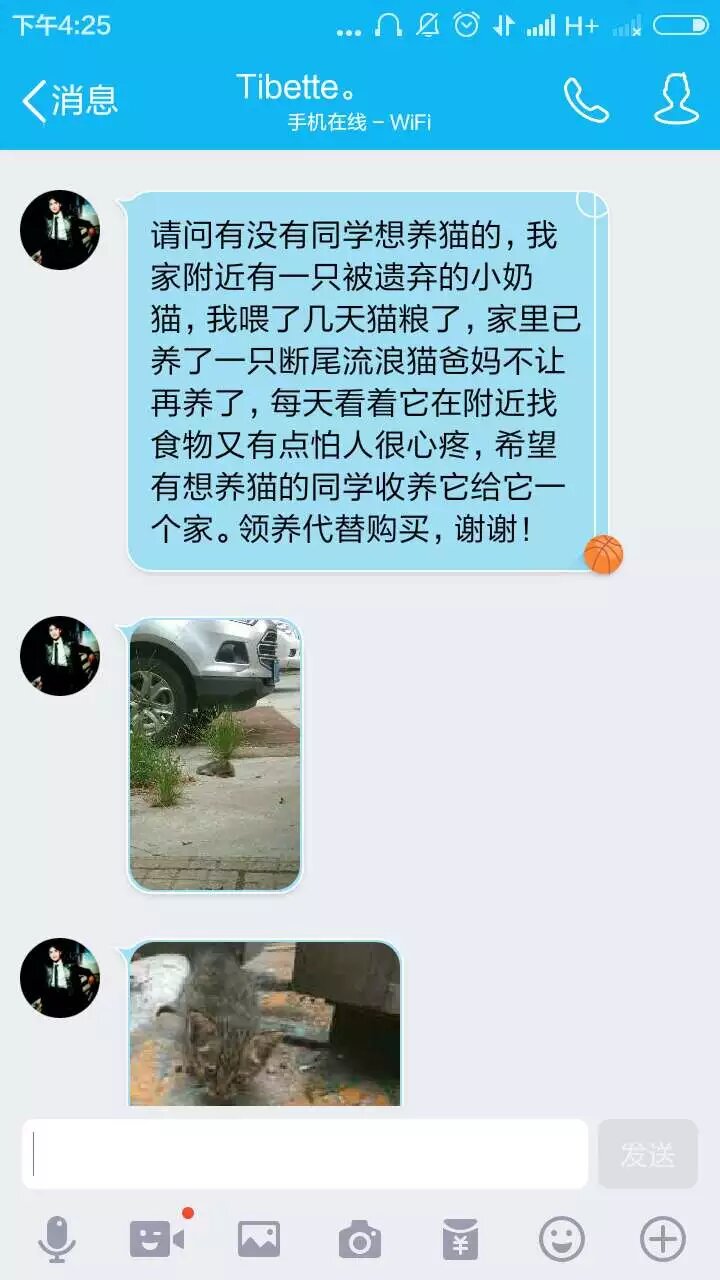 下午4:25
H+
消息
Tibette。
手机在线 – WiFi
请问有没有同学想养猫的，我
家附近有一只被遗弃的小奶
猫，我喂了几天猫粮了，家里已
养了一只断尾流浪猫爸妈不让
再养了，每天看着它在附近找
食物又有点怕人很心疼，希望
有想养猫的同学收养它给它一
个家。领养代替购买，谢谢！
发送